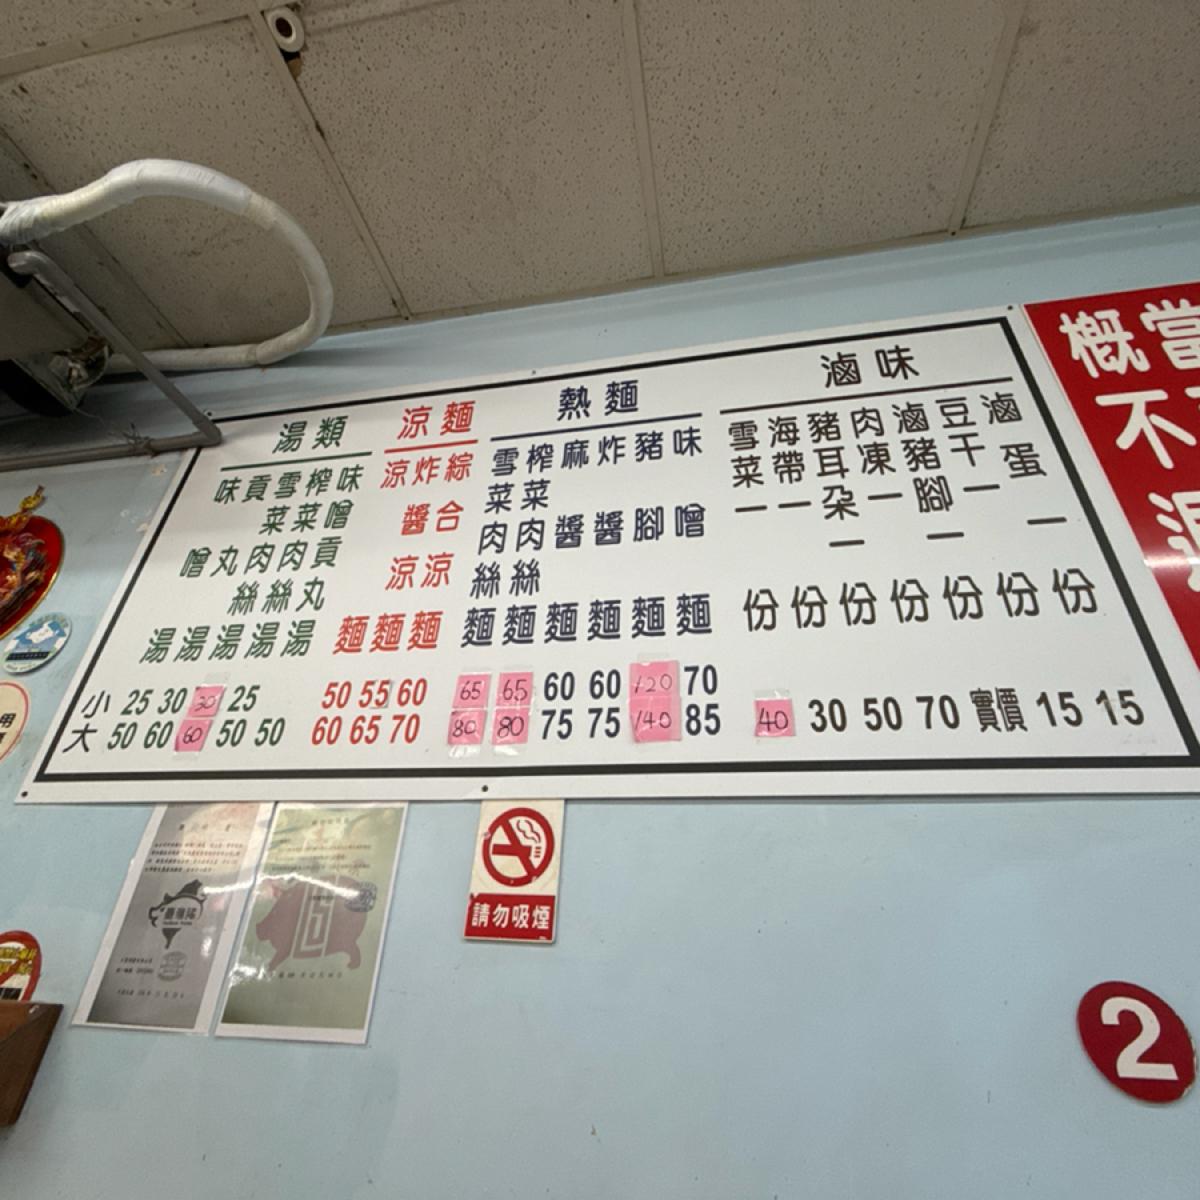 湯類
味噌湯
貢丸湯
雪菜肉絲湯
榨菜肉絲湯
味噌貢丸湯
涼麵
涼麵
炸醬涼麵
綜合涼麵
熱麵
雪菜肉絲麵
榨菜肉絲麵
麻醬麵
炸醬麵
豬腳麵
味噌麵
滷味
雪菜一份
海帶一份
豬耳朵一份
肉凍一份
滷豬腳一份
豆干一份
滷蛋一份
小 25 30 30 25 50 55 60 65 65 60 60 120 70
大 50 60 60 50 50 60 65 70 80 80 75 75 140 85 40 30 50 70 實價 15 15
當
概不
請勿吸煙
2